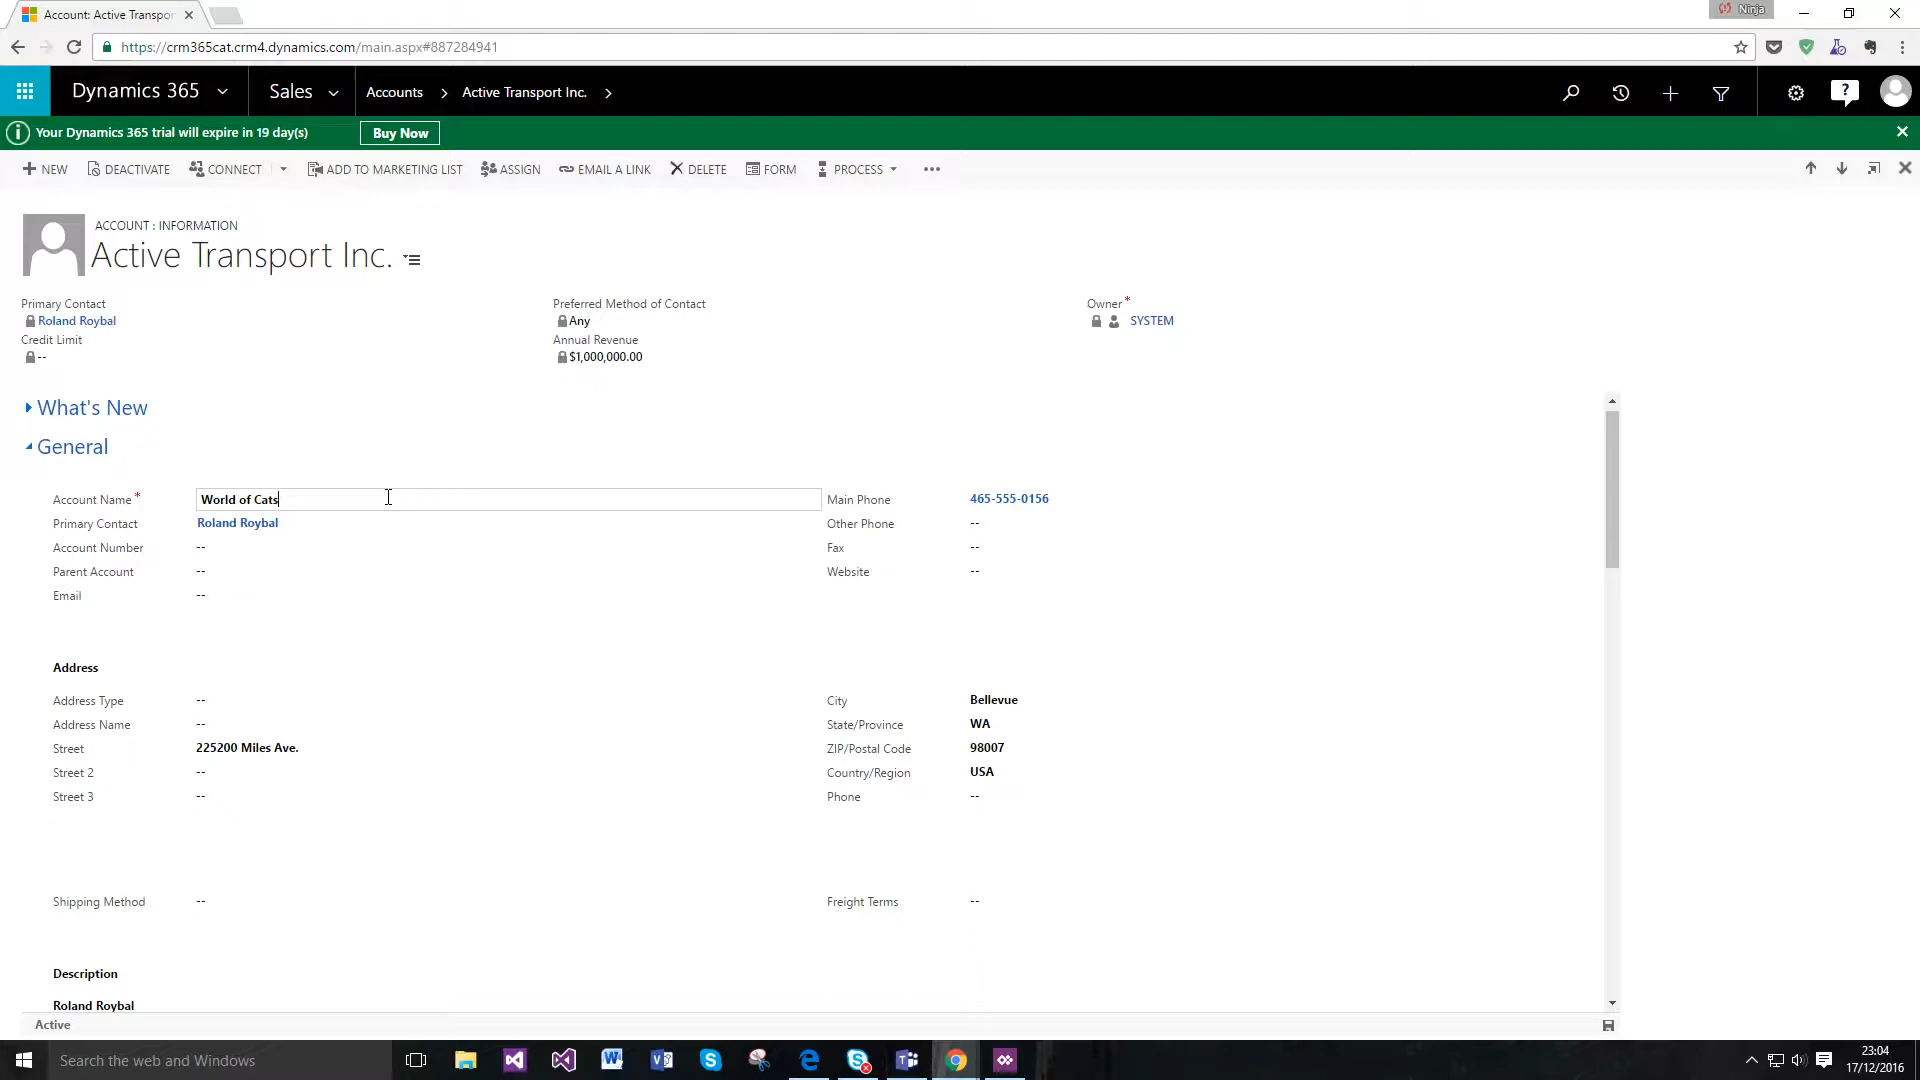 Account: Active Transpor
Ninja
https://crm365cat.crm4.dynamics.com/main.aspx#887284941
Dynamics 365 Sales Accounts Active Transport Inc.
Your Dynamics 365 trial will expire in 19 day(s) Buy Now
NEW DEACTIVATE CONNECT ADD TO MARKETING LIST ASSIGN EMAIL A LINK DELETE FORM PROCESS
ACCOUNT : INFORMATION
Active Transport Inc.
Primary Contact Preferred Method of Contact Owner *
Roland Roybal Any SYSTEM
Credit Limit Annual Revenue
-- $1,000,000.00
What's New
General
Account Name * World of Cats Main Phone 465-555-0156
Primary Contact Roland Roybal Other Phone --
Account Number -- Fax --
Parent Account -- Website --
Email --
Address
Address Type -- City Bellevue
Address Name -- State/Province WA
Street 225200 Miles Ave. ZIP/Postal Code 98007
Street 2 -- Country/Region USA
Street 3 -- Phone --
Shipping Method -- Freight Terms --
Description
Roland Roybal
Active
Search the web and Windows
23:04
17/12/2016